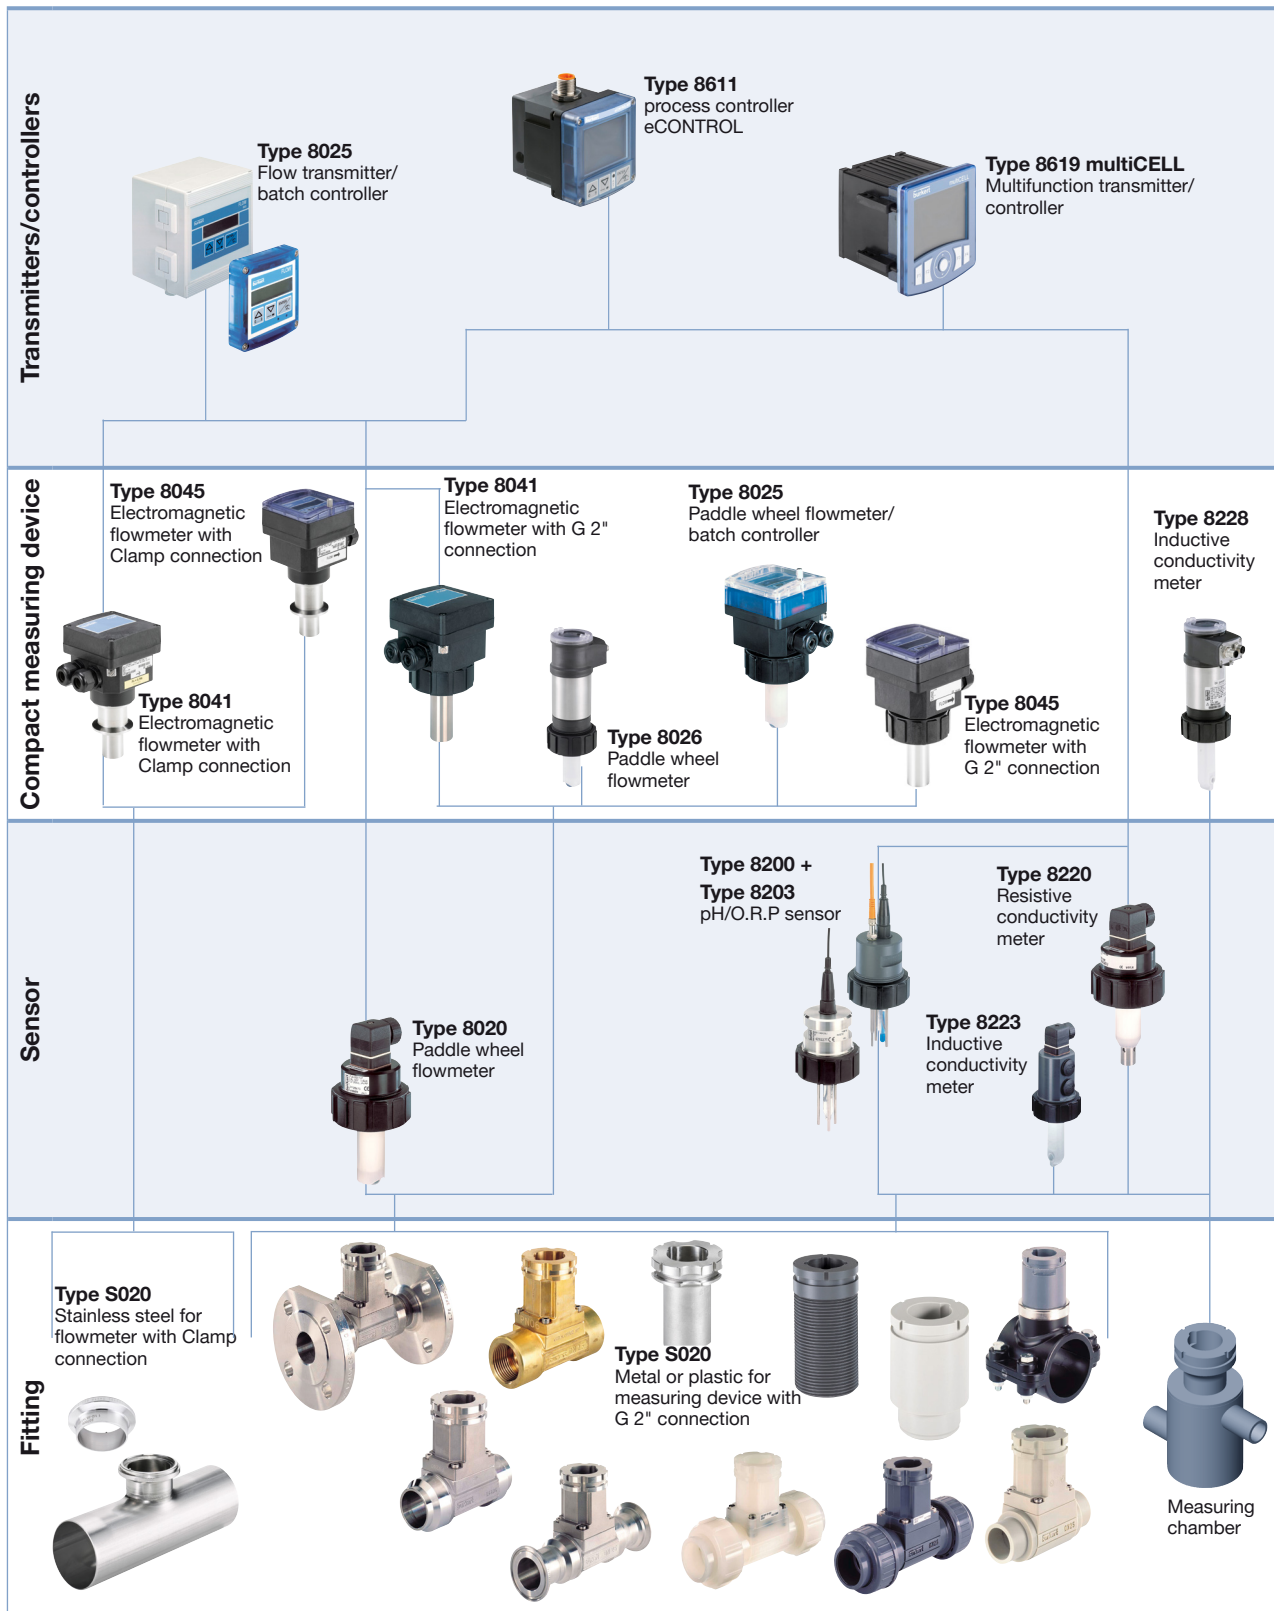 Transmitters/controllers
Type 8025
Flow transmitter/
batch controller
Type 8611
process controller
eCONTROL
Type 8619 multiCELL
Multifunction transmitter/
controller
Compact measuring device
Type 8045
Electromagnetic
flowmeter with
Clamp connection
Type 8041
Electromagnetic
flowmeter with
Clamp connection
Type 8041
Electromagnetic
flowmeter with G 2"
connection
Type 8026
Paddle wheel
flowmeter
Type 8025
Paddle wheel flowmeter/
batch controller
Type 8045
Electromagnetic
flowmeter with
G 2" connection
Type 8228
Inductive
conductivity
meter
Sensor
Type 8020
Paddle wheel
flowmeter
Type 8200 +
Type 8203
pH/O.R.P sensor
Type 8220
Resistive
conductivity
meter
Type 8223
Inductive
conductivity
meter
Fitting
Type S020
Stainless steel for
flowmeter with Clamp
connection
Type S020
Metal or plastic for
measuring device with
G 2" connection
Measuring
chamber